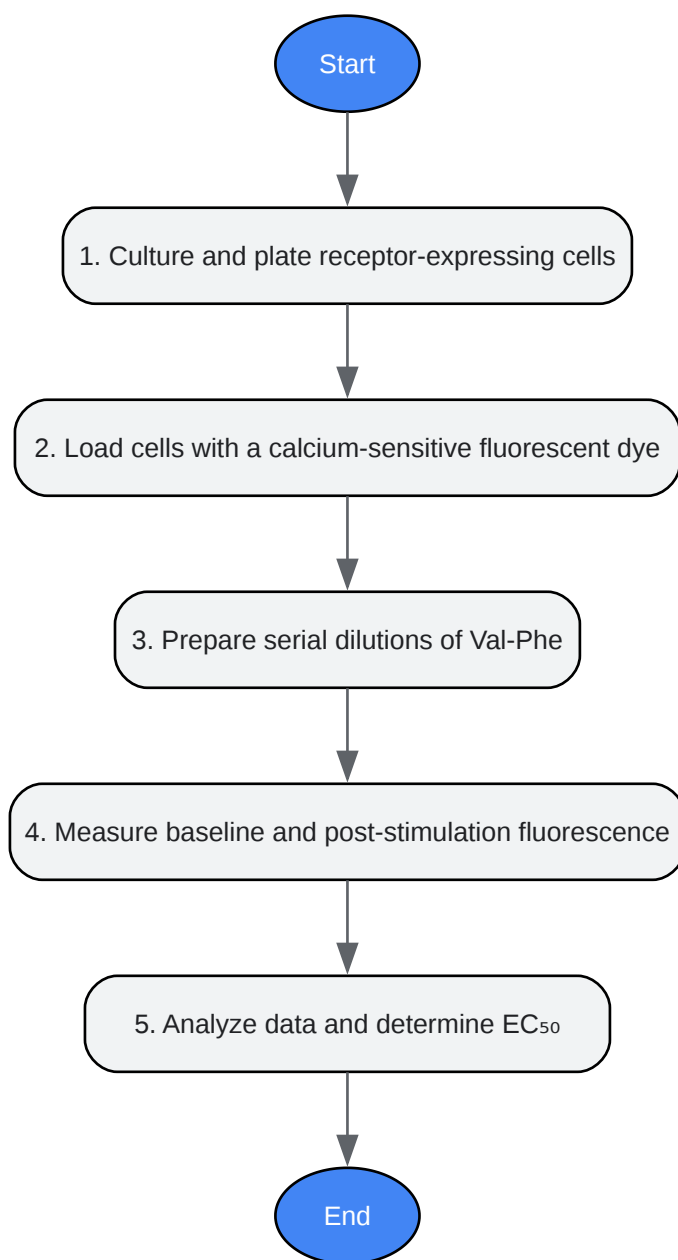 Start
1. Culture and plate receptor-expressing cells
2. Load cells with a calcium-sensitive fluorescent dye
3. Prepare serial dilutions of Val-Phe
4. Measure baseline and post-stimulation fluorescence
5. Analyze data and determine EC₅₀
End